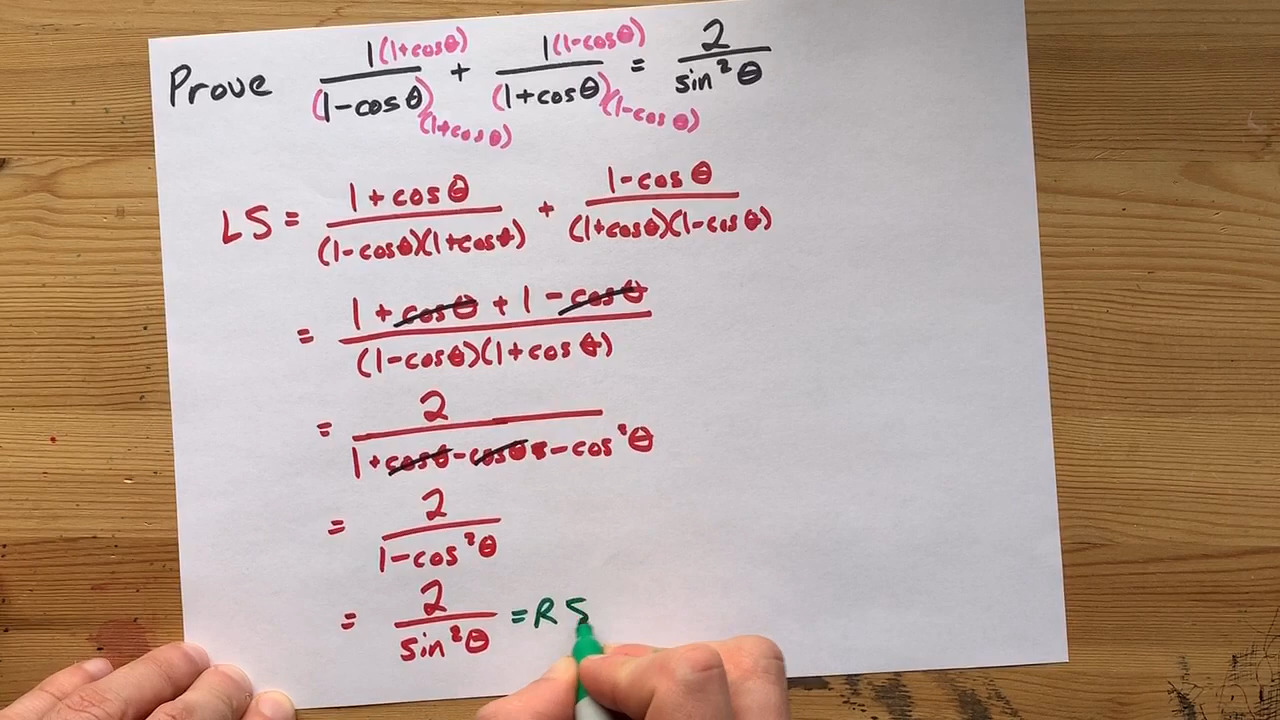 Prove 1(1+cosθ)/(1-cosθ)(1+cosθ) + 1(1-cosθ)/(1+cosθ)(1-cosθ) = 2/sin²θ
LS = 1+cosθ/(1-cosθ)(1+cosθ) + 1-cosθ/(1+cosθ)(1-cosθ)
= 1+cosθ+1-cosθ/(1-cosθ)(1+cosθ)
= 2/1+cosθ-cosθ-cos²θ
= 2/1-cos²θ
= 2/sin²θ = RS